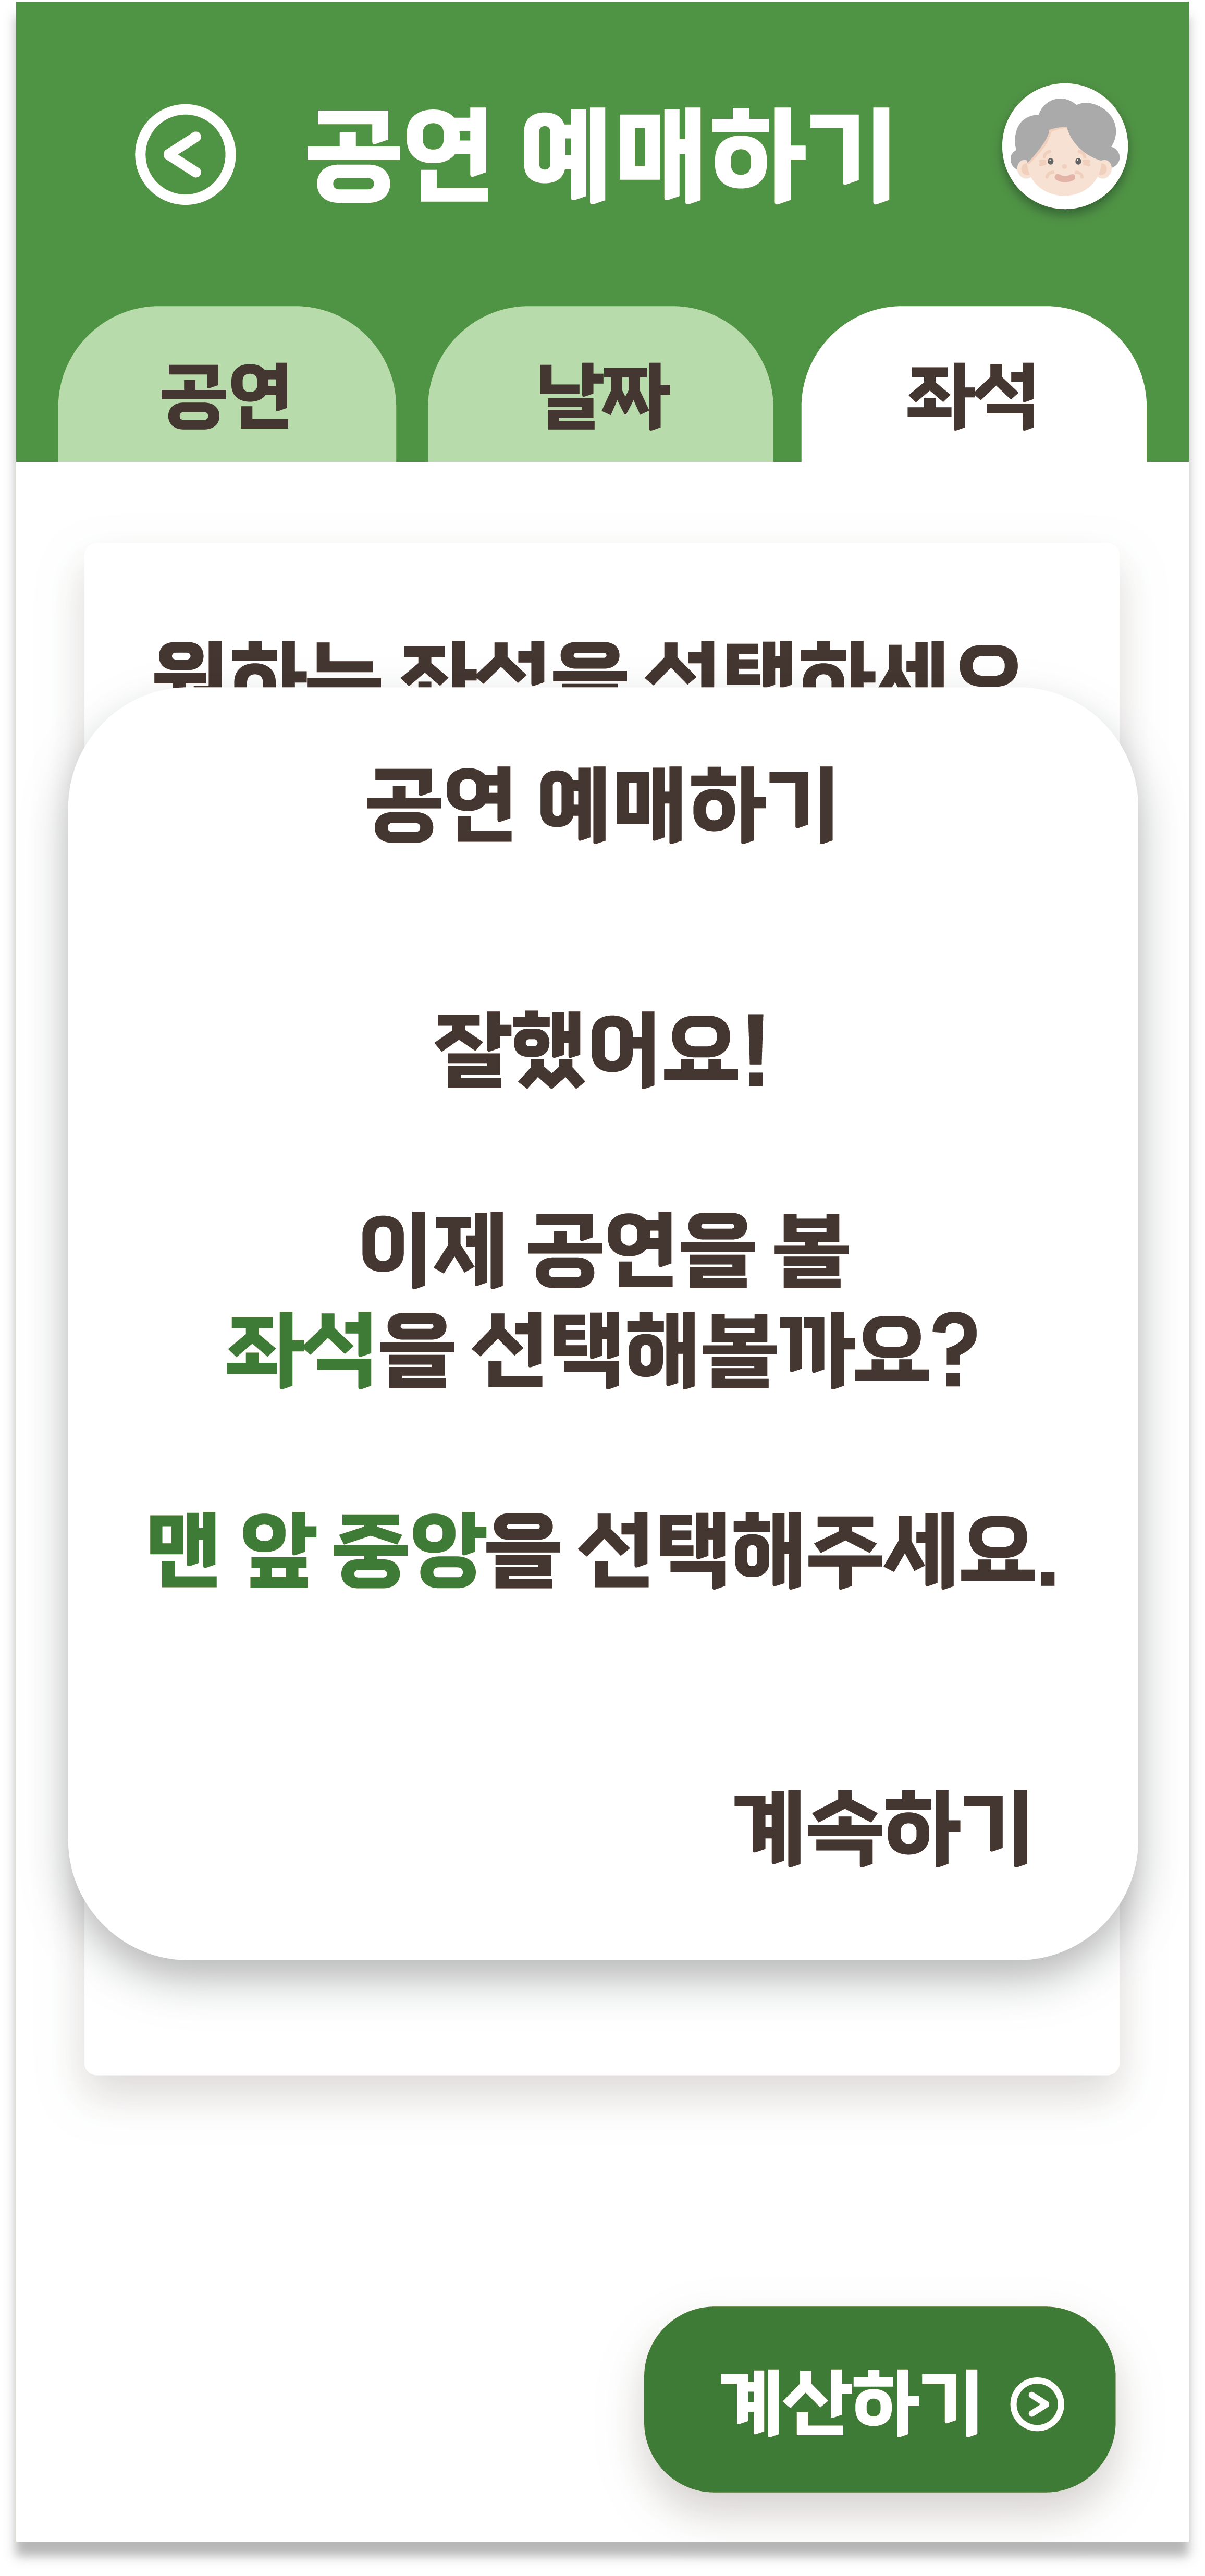 공연 예매하기
공연
날짜
좌석
원하는 좌석을 선택하세요
공연 예매하기
잘했어요!
이제 공연을 볼
좌석을 선택해볼까요?
맨 앞 중앙을 선택해주세요.
계속하기
계산하기